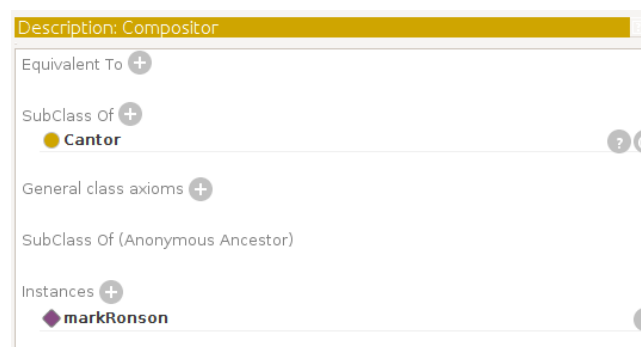 Description: Compositor
Equivalent To
SubClass Of
Cantor
?
General class axioms
SubClass Of (Anonymous Ancestor)
Instances
markRonson